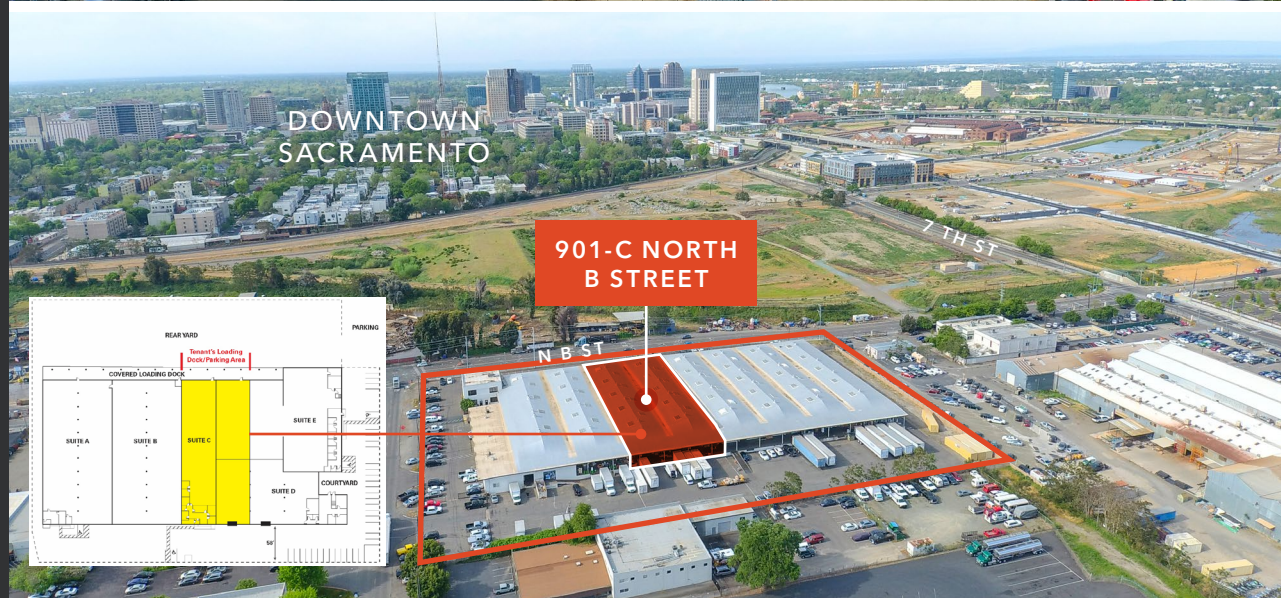 DOWNTOWN
SACRAMENTO
901-C NORTH
B STREET
7 TH ST
N B ST
REAR YARD
PARKING
Tenant's Loading
Dock/Parking Area
COVERED LOADING DOCK
SUITE E
SUITE A
SUITE B
SUITE C
SUITE D
COURTYARD
50'